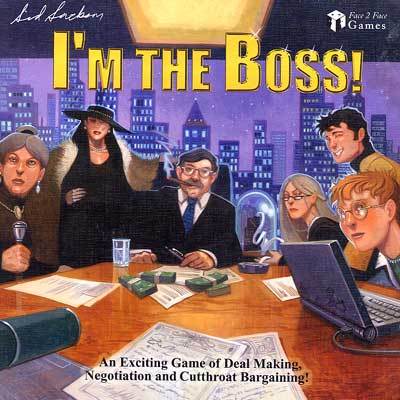 Sid Sackson
Face 2 Face
Games
I'M THE BOSS!
An Exciting Game of Deal Making,
Negotiation and Cutthroat Bargaining!